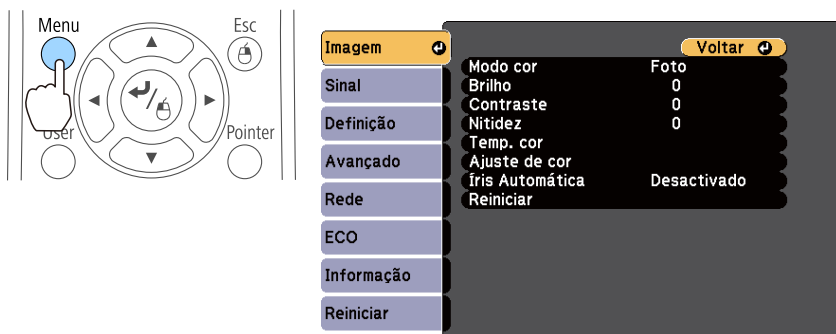 Menu
Esc
User
Pointer
Imagem
Sinal
Definição
Avançado
Rede
ECO
Informação
Reiniciar
Voltar
Modo cor Foto
Brilho 0
Contraste 0
Nitidez 0
Temp. cor
Ajuste de cor
Íris Automática Desactivado
Reiniciar